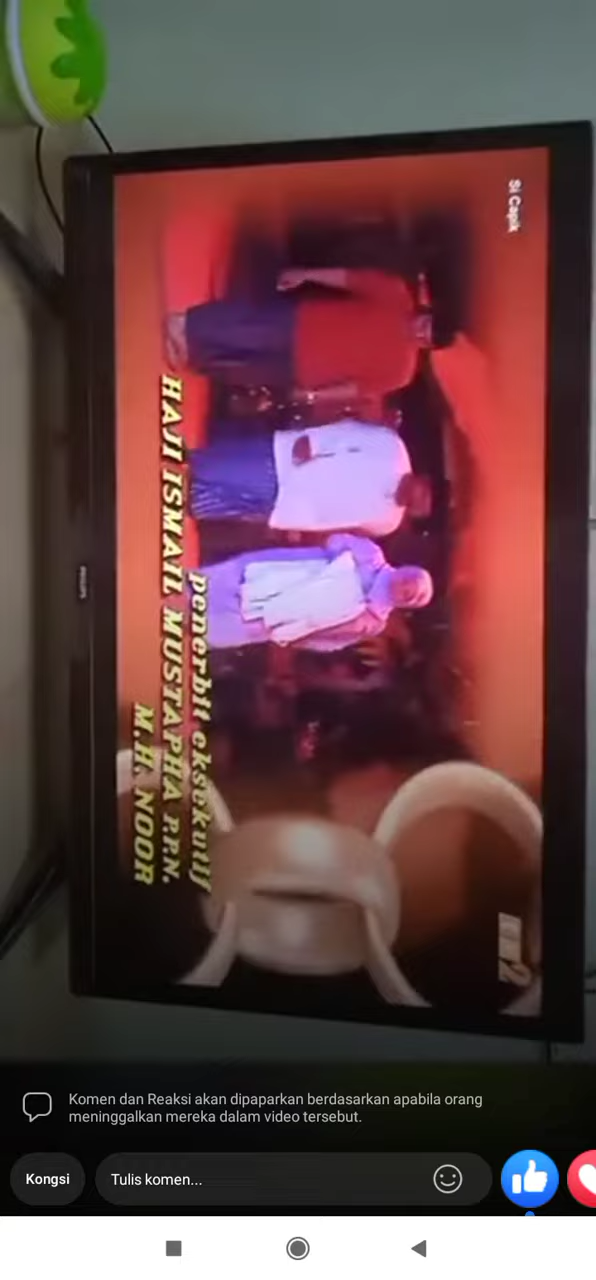 Si Capik
penerbit eksekutif
HAJI ISMAIL MUSTAPHA P.P.N.
M.H. NOOR
PHILIPS
Komen dan Reaksi akan dipaparkan berdasarkan apabila orang
meninggalkan mereka dalam video tersebut.
Kongsi
Tulis komen...